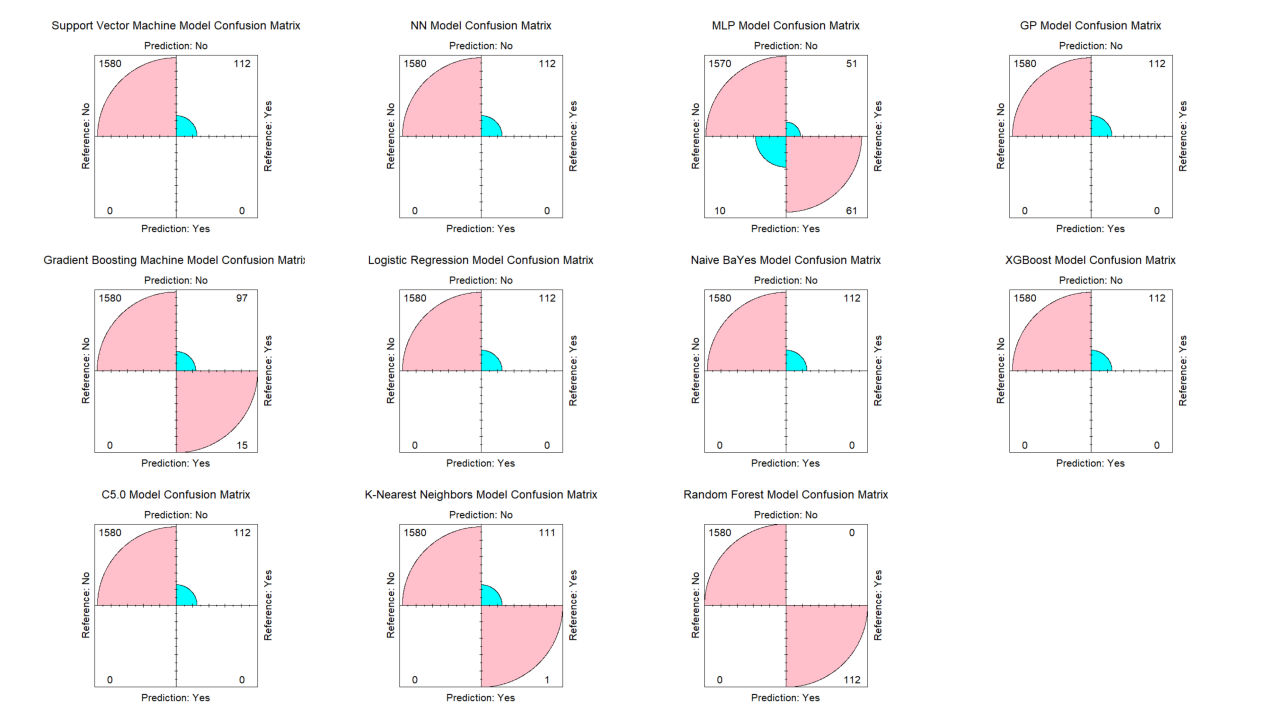 Support Vector Machine Model Confusion Matrix
Prediction: No
1580
112
Reference: No
Reference: Yes
0
0
Prediction: Yes
NN Model Confusion Matrix
Prediction: No
1580
112
Reference: No
Reference: Yes
0
0
Prediction: Yes
MLP Model Confusion Matrix
Prediction: No
1570
51
Reference: No
Reference: Yes
10
61
Prediction: Yes
GP Model Confusion Matrix
Prediction: No
1580
112
Reference: No
Reference: Yes
0
0
Prediction: Yes
Gradient Boosting Machine Model Confusion Matrix
Prediction: No
1580
97
Reference: No
Reference: Yes
0
15
Prediction: Yes
Logistic Regression Model Confusion Matrix
Prediction: No
1580
112
Reference: No
Reference: Yes
0
0
Prediction: Yes
Naive BaYes Model Confusion Matrix
Prediction: No
1580
112
Reference: No
Reference: Yes
0
0
Prediction: Yes
XGBoost Model Confusion Matrix
Prediction: No
1580
112
Reference: No
Reference: Yes
0
0
Prediction: Yes
C5.0 Model Confusion Matrix
Prediction: No
1580
112
Reference: No
Reference: Yes
0
0
Prediction: Yes
K-Nearest Neighbors Model Confusion Matrix
Prediction: No
1580
111
Reference: No
Reference: Yes
0
1
Prediction: Yes
Random Forest Model Confusion Matrix
Prediction: No
1580
0
Reference: No
Reference: Yes
0
112
Prediction: Yes